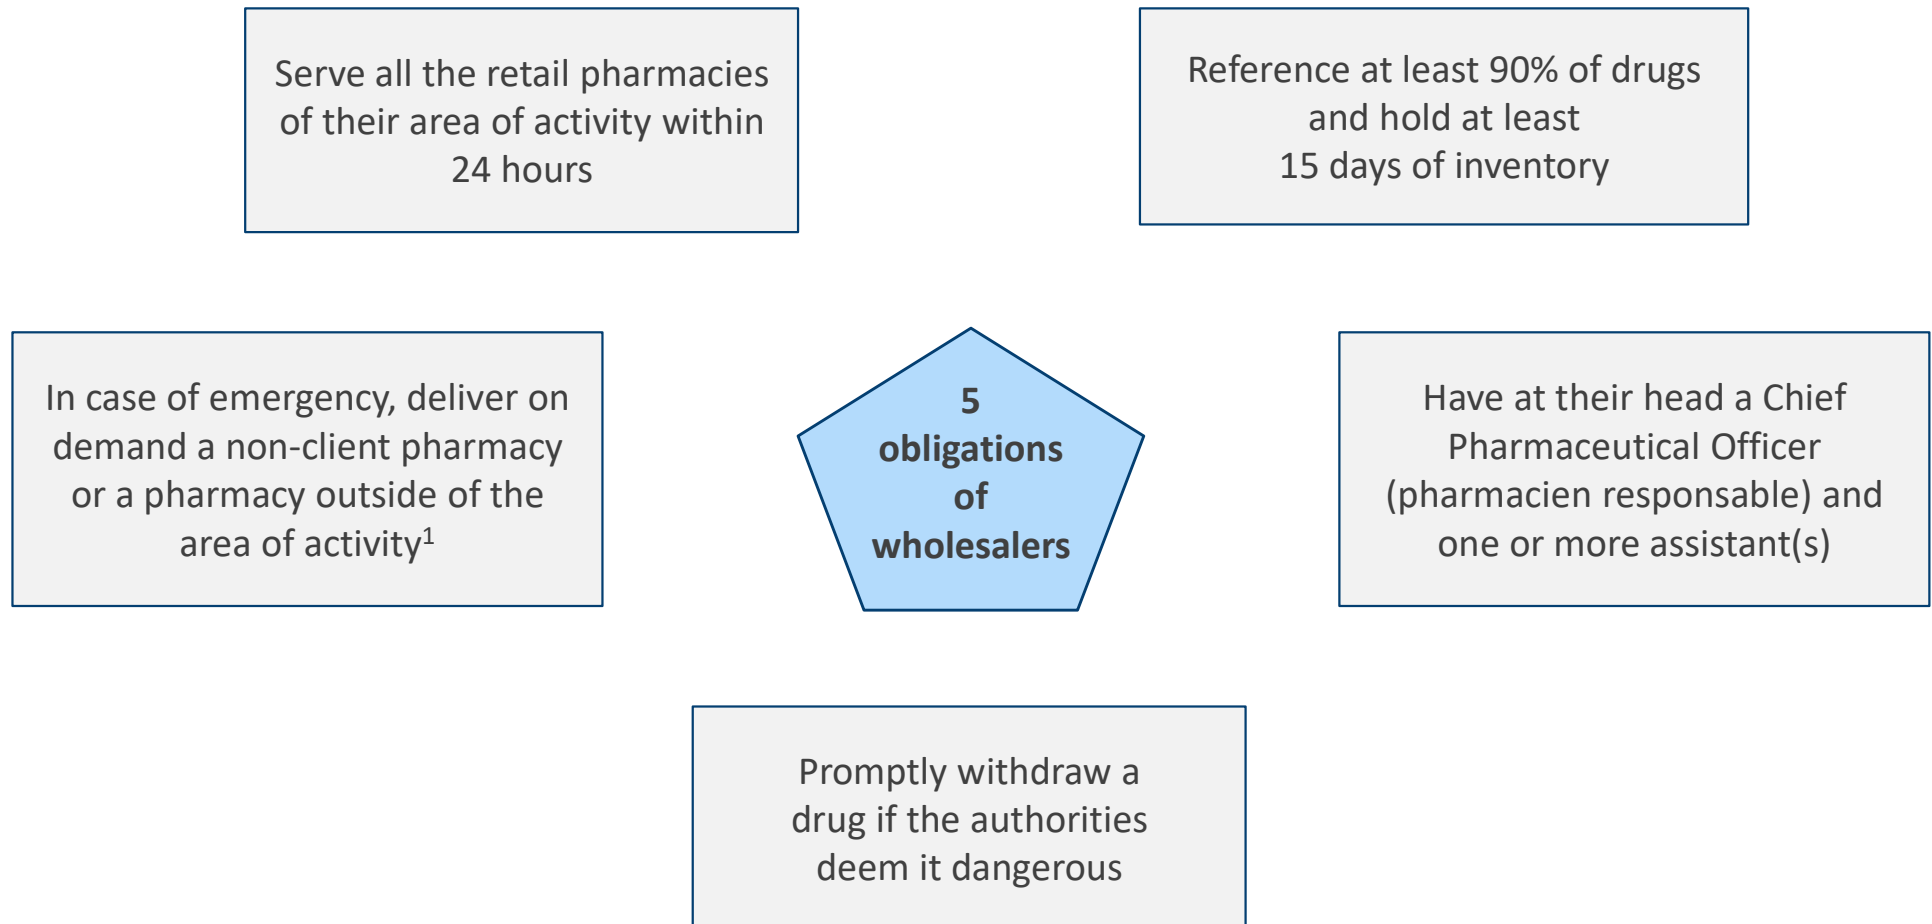 Serve all the retail pharmacies
of their area of activity within
24 hours
Reference at least 90% of drugs
and hold at least
15 days of inventory
In case of emergency, deliver on
demand a non-client pharmacy
or a pharmacy outside of the
area of activity¹
5
obligations
of
wholesalers
Have at their head a Chief
Pharmaceutical Officer
(pharmacien responsable) and
one or more assistant(s)
Promptly withdraw a
drug if the authorities
deem it dangerous